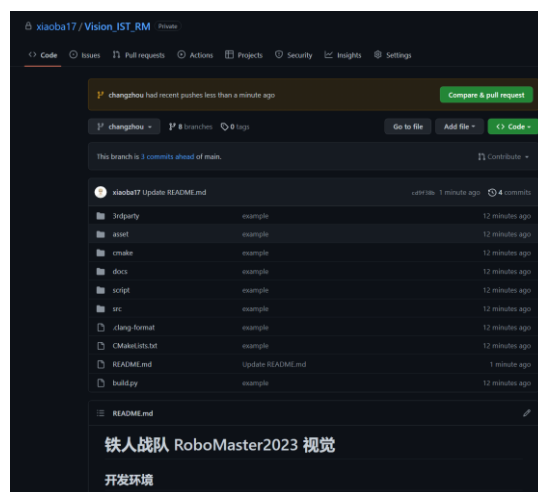 xiaoba17 / Vision_IST_RM Private
Code Issues Pull requests Actions Projects Security Insights Settings
changzhou had recent pushes less than a minute ago Compare & pull request
changzhou 8 branches 0 tags Go to file Add file Code
This branch is 3 commits ahead of main. Contribute
xiaoba17 Update README.md 1 minute ago 4 commits
3rdparty example 12 minutes ago
asset example 12 minutes ago
cmake example 12 minutes ago
docs example 12 minutes ago
script example 12 minutes ago
src example 12 minutes ago
.clang-format example 12 minutes ago
CMakeLists.txt example 12 minutes ago
README.md Update README.md 1 minute ago
build.py example 12 minutes ago
README.md
铁人战队 RoboMaster2023 视觉
开发环境